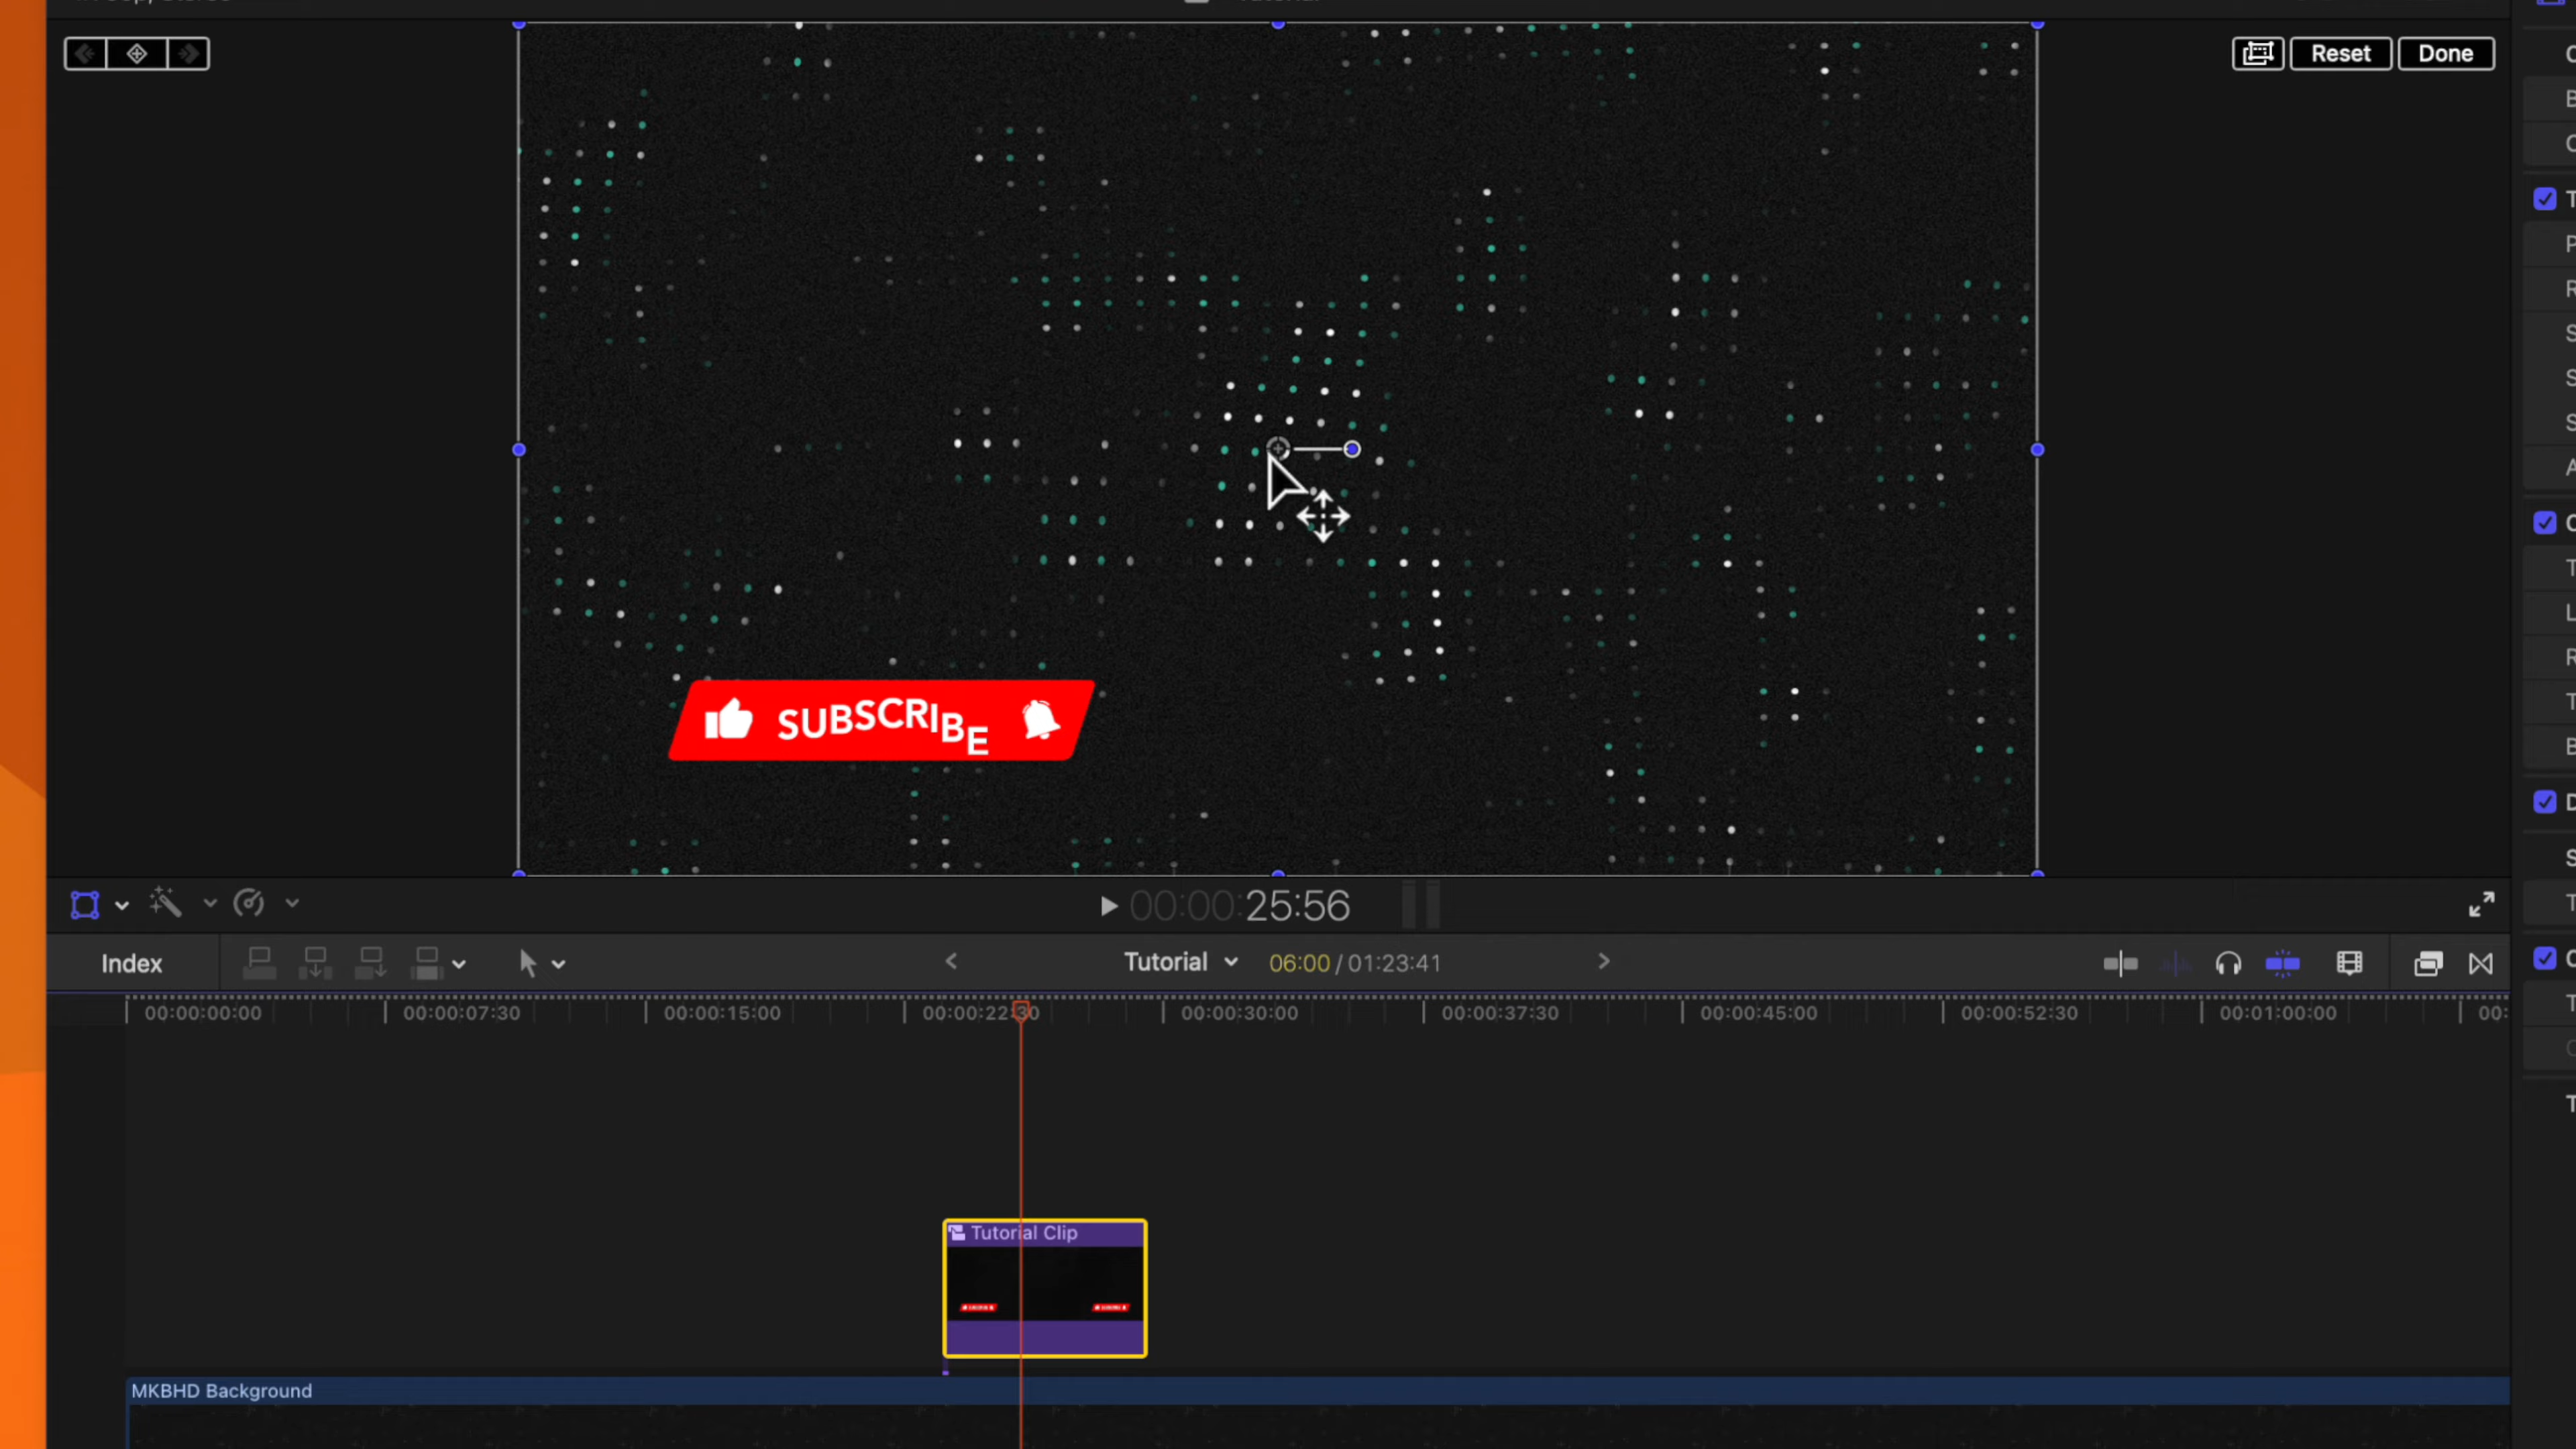 Reset
Done
SUBSCRIBE
00:00:25:56
Index
Tutorial
06:00 / 01:23:41
00:00:00:00
00:00:07:30
00:00:15:00
00:00:22:30
00:00:30:00
00:00:37:30
00:00:45:00
00:00:52:30
00:01:00:00
00:
Tutorial Clip
MKBHD Background